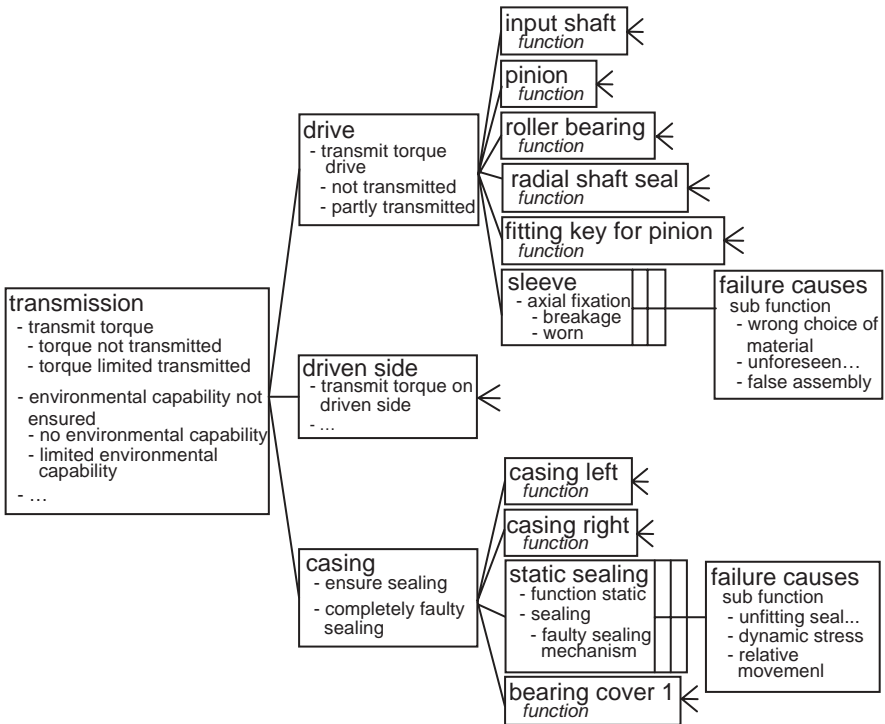 transmission
- transmit torque
- torque not transmitted
- torque limited transmitted
- environmental capability not
ensured
- no environmental capability
- limited environmental
capability
- ...
drive
- transmit torque
drive
- not transmitted
- partly transmitted
driven side
- transmit torque on
driven side
- ...
casing
- ensure sealing
- completely faulty
sealing
input shaft
function
pinion
function
roller bearing
function
radial shaft seal
function
fitting key for pinion
function
sleeve
- axial fixation
- breakage
- worn
failure causes
sub function
- wrong choice of
material
- unforeseen...
- false assembly
casing left
function
casing right
function
static sealing
- function static
- sealing
- faulty sealing
mechanism
bearing cover 1
function
failure causes
sub function
- unfitting seal...
- dynamic stress
- relative
movemenl